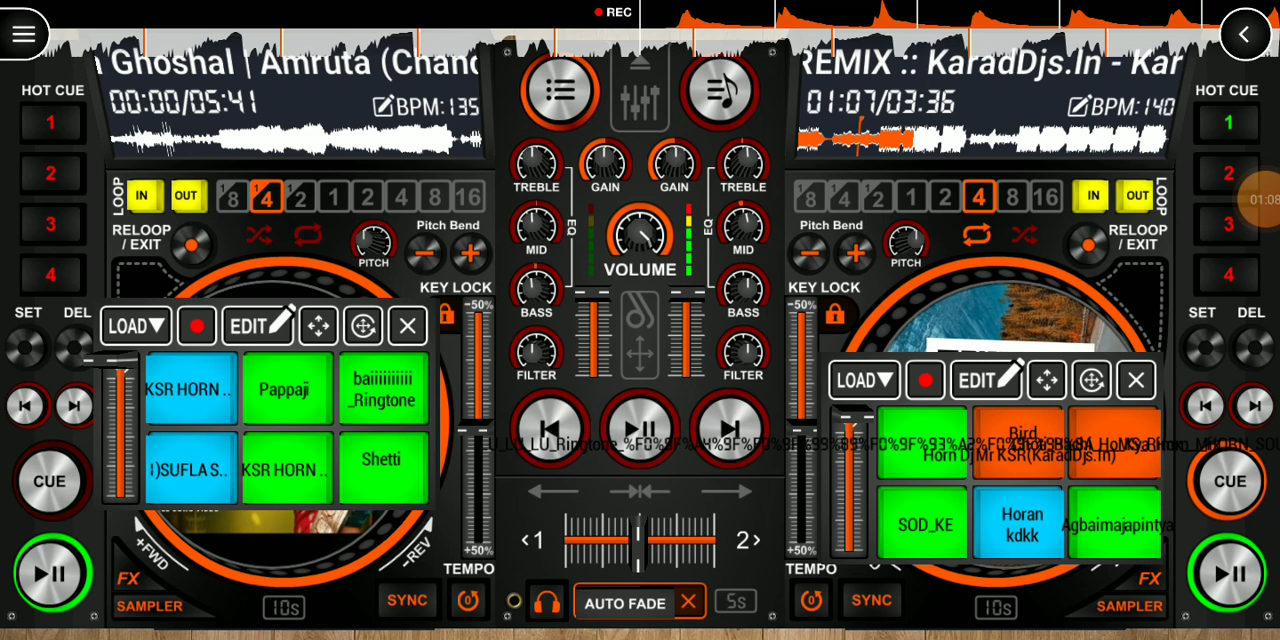 REC
Ghoshal | Amruta (Chand
REMIX :: KaradDjs.In - Kar
00:00/05:41
BPM:135
01:07/03:36
BPM:140
HOT CUE
1
2
3
4
HOT CUE
1
2
3
4
01:08
LOOP
IN
OUT
1/8
1/4
1/2
1
2
4
8
16
RELOOP
/ EXIT
PITCH
Pitch Bend
KEY LOCK
TREBLE
GAIN
GAIN
TREBLE
MID
EQ
EQ
MID
VOLUME
BASS
BASS
FILTER
FILTER
1/8
1/4
1/2
1
2
4
8
16
IN
OUT
LOOP
Pitch Bend
PITCH
RELOOP
/ EXIT
KEY LOCK
SET
DEL
SET
DEL
-50%
-50%
LOAD▼
EDIT
KSR HORN ..
Pappaji
baiiiiiiiiii
_Ringtone
KSR HORN ..
Shetti
LOAD▼
EDIT
Bird
Horn Dj Mr KSR(KaradDjs.In)
SOD_KE
Horan
kdkk
Agbaimajapintya
CUE
CUE
+FWD
-REV
+50%
+50%
TEMPO
TEMPO
<1
2>
FX
SAMPLER
10s
SYNC
0
AUTO FADE
5s
0
SYNC
10s
FX
SAMPLER